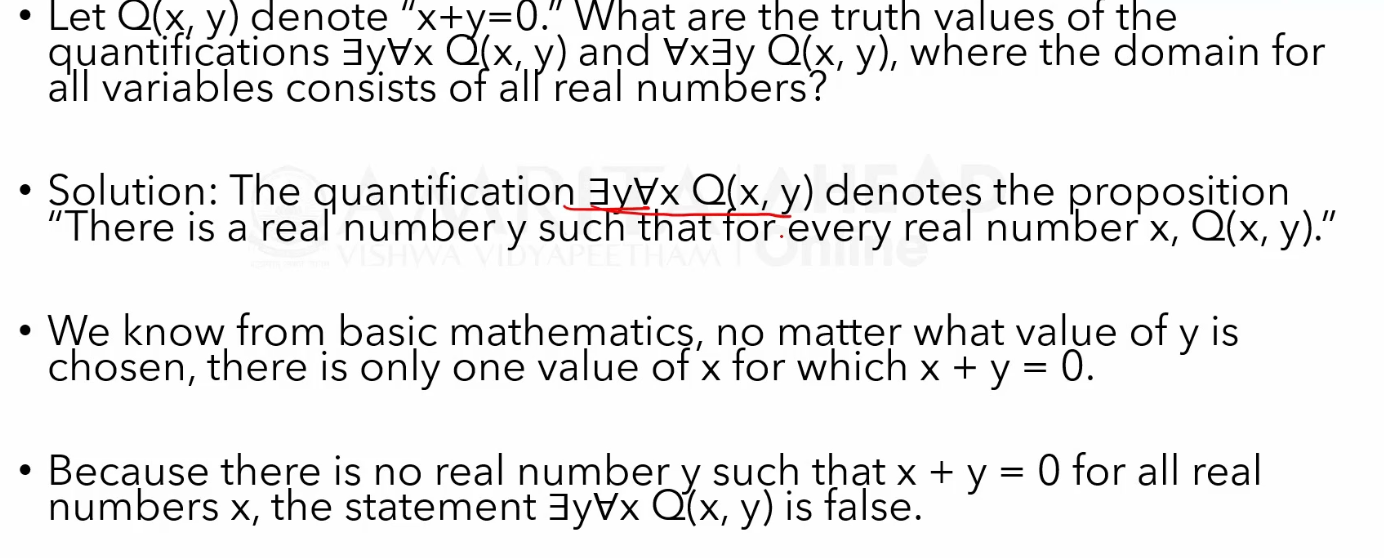 • Let Q(x, y) denote “x+y=0.” What are the truth values of the
quantifications ∃y∀x Q(x, y) and ∀x∃y Q(x, y), where the domain for
all variables consists of all real numbers?
• Solution: The quantification ∃y∀x Q(x, y) denotes the proposition
“There is a real number y such that for every real number x, Q(x, y).”
VISHWA VIDYAPEETHAM | Online
• We know from basic mathematics, no matter what value of y is
chosen, there is only one value of x for which x + y = 0.
• Because there is no real number y such that x + y = 0 for all real
numbers x, the statement ∃y∀x Q(x, y) is false.